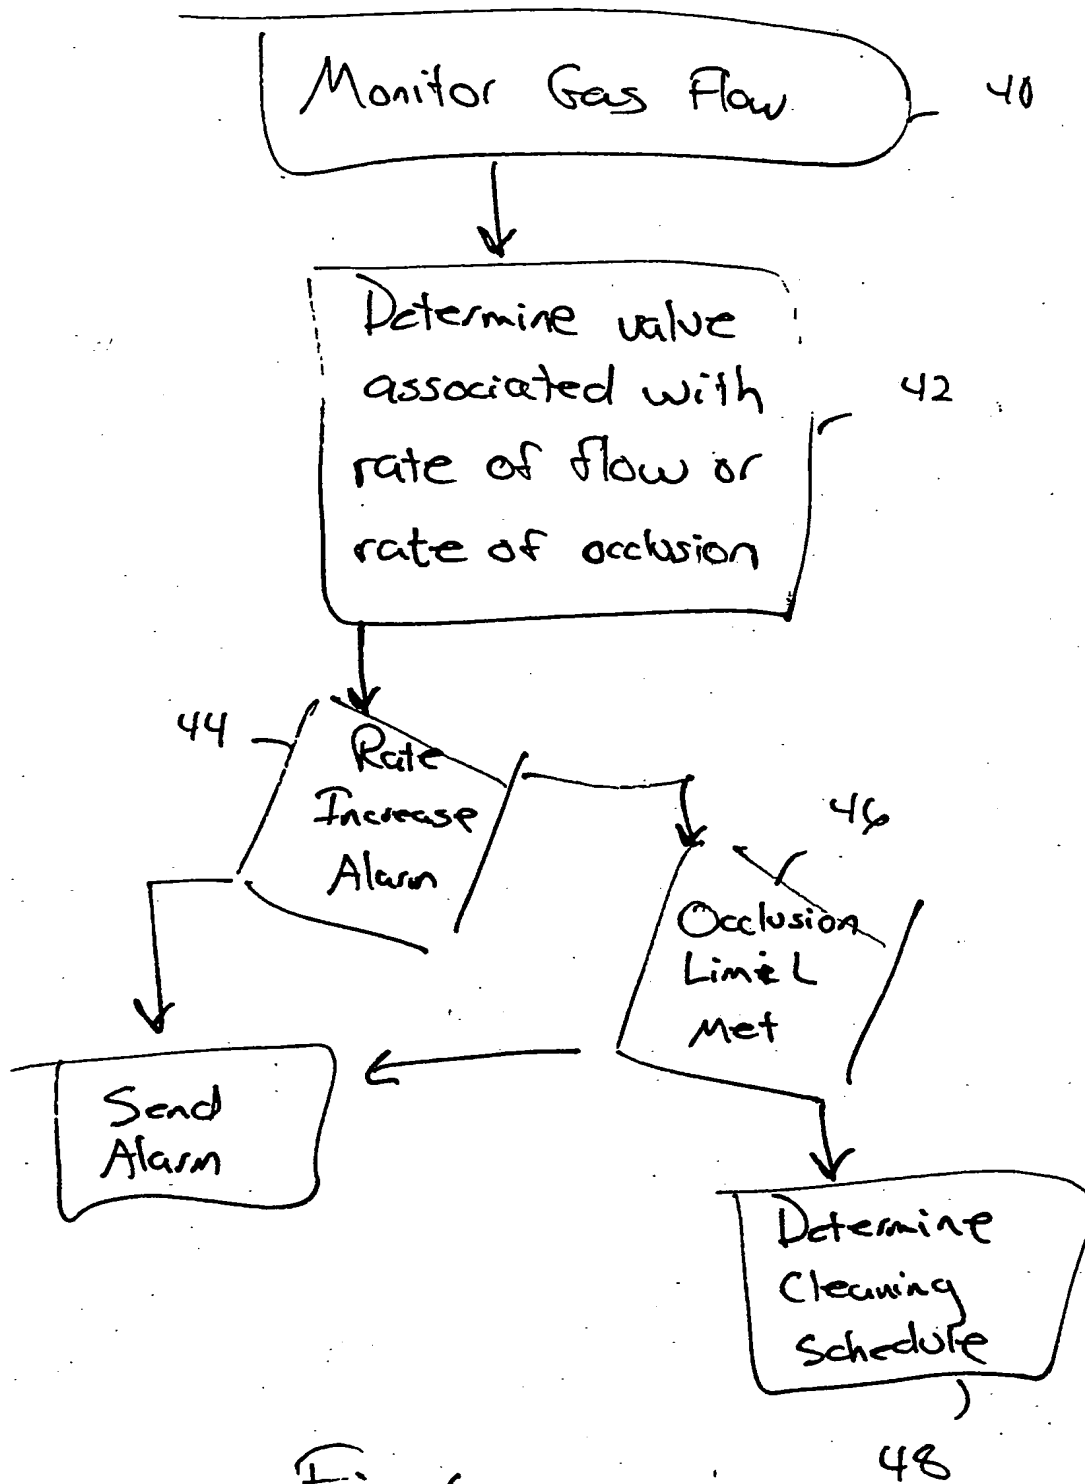 Monitor Gas Flow
40
Determine value
associated with
rate of flow or
rate of occlusion
42
44
Rate
Increase
Alarm
46
Occlusion
Limit
Met
Send
Alarm
Determine
Cleaning
Schedule
48